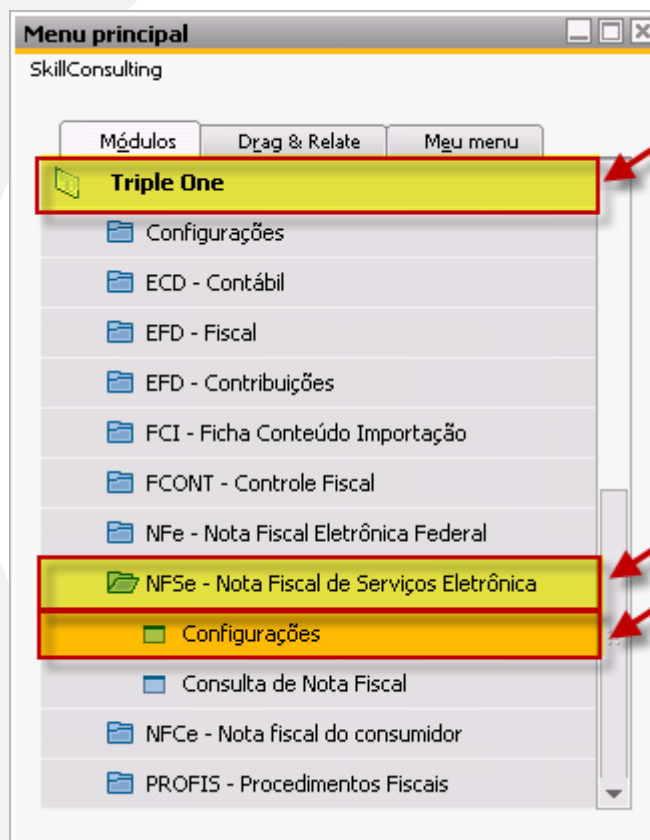 Menu principal
SkillConsulting
Módulos
Drag & Relate
Meu menu
Triple One
Configurações
ECD - Contábil
EFD - Fiscal
EFD - Contribuições
FCI - Ficha Conteúdo Importação
FCONT - Controle Fiscal
NFe - Nota Fiscal Eletrônica Federal
NFSe - Nota Fiscal de Serviços Eletrônica
Configurações
Consulta de Nota Fiscal
NFCe - Nota fiscal do consumidor
PROFIS - Procedimentos Fiscais